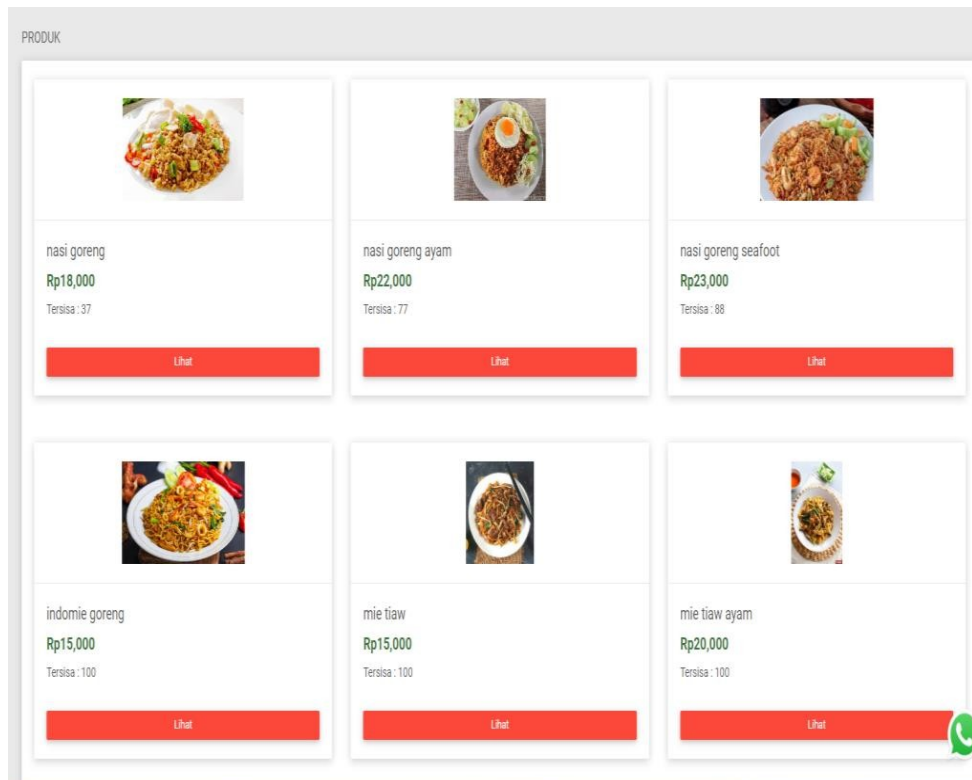 PRODUK
nasi goreng
Rp18,000
Tersisa : 37
Lihat
nasi goreng ayam
Rp22,000
Tersisa : 77
Lihat
nasi goreng seafoot
Rp23,000
Tersisa : 88
Lihat
indomie goreng
Rp15,000
Tersisa : 100
Lihat
mie tiaw
Rp15,000
Tersisa : 100
Lihat
mie tiaw ayam
Rp20,000
Tersisa : 100
Lihat